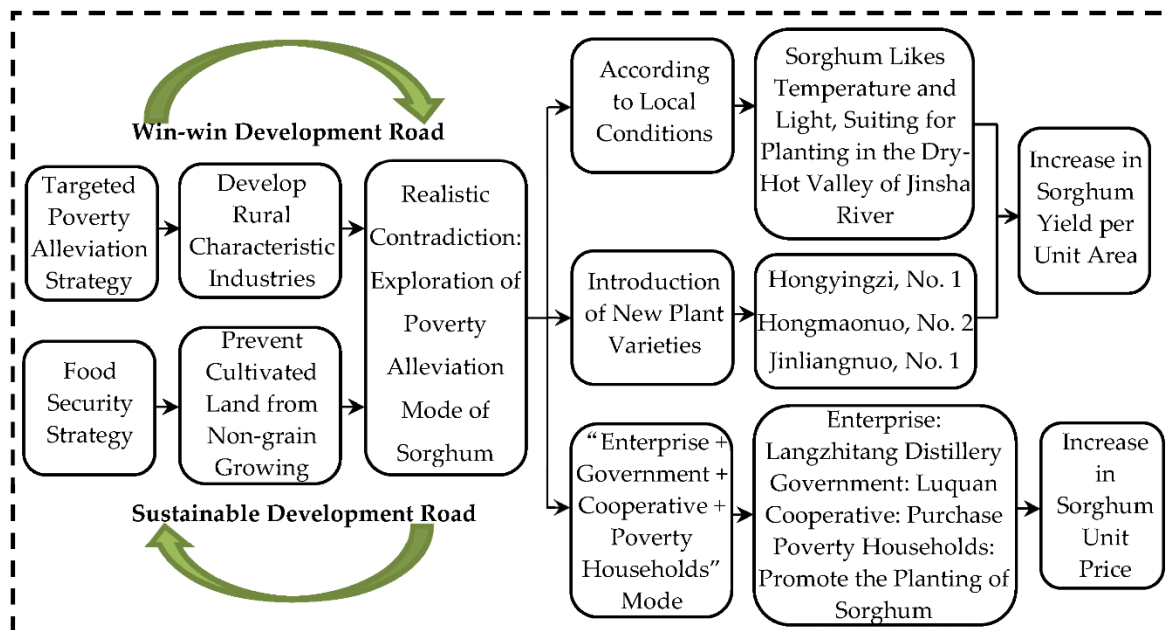 Win-win Development Road
Targeted
Poverty
Alleviation
Strategy
Develop
Rural
Characteristic
Industries
Food
Security
Strategy
Prevent
Cultivated
Land from
Non-grain
Growing
Sustainable Development Road
Realistic
Contradiction:
Exploration of
Poverty
Alleviation
Mode of
Sorghum
According
to Local
Conditions
Sorghum Likes
Temperature and
Light, Suiting for
Planting in the Dry-
Hot Valley of Jinsha
River
Introduction
of New Plant
Varieties
Hongyingzi, No. 1
Hongmaonuo, No. 2
Jinliangnuo, No. 1
Increase in
Sorghum
Yield per
Unit Area
“Enterprise +
Government +
Cooperative +
Poverty
Households”
Mode
Enterprise:
Langzhitang Distillery
Government: Luquan
Cooperative: Purchase
Poverty Households:
Promote the Planting of
Sorghum
Increase
in
Sorghum
Unit
Price